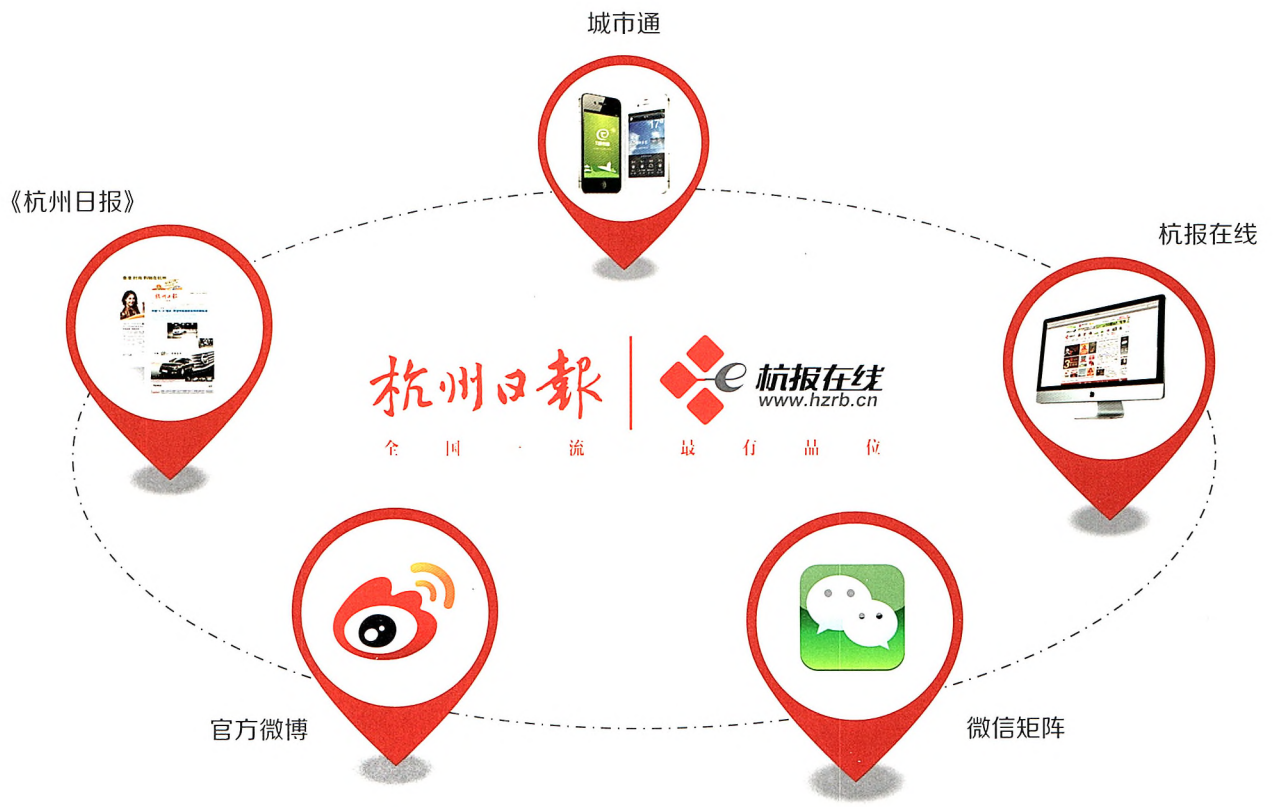 城市通
《杭州日报》
杭报在线
杭州日報
杭报在线
www.hzrb.cn
全国一流 最有品位
官方微博
微信矩阵